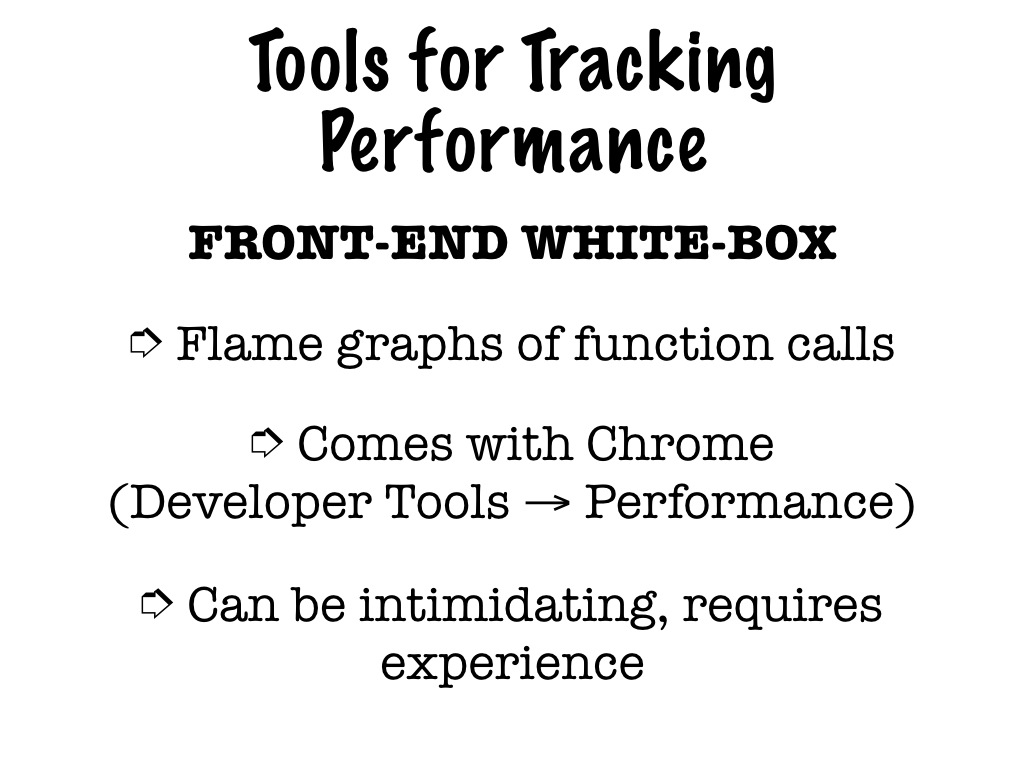 Tools for Tracking
Performance
FRONT-END WHITE-BOX
➮ Flame graphs of function calls
➮ Comes with Chrome
(Developer Tools → Performance)
➮ Can be intimidating, requires
experience